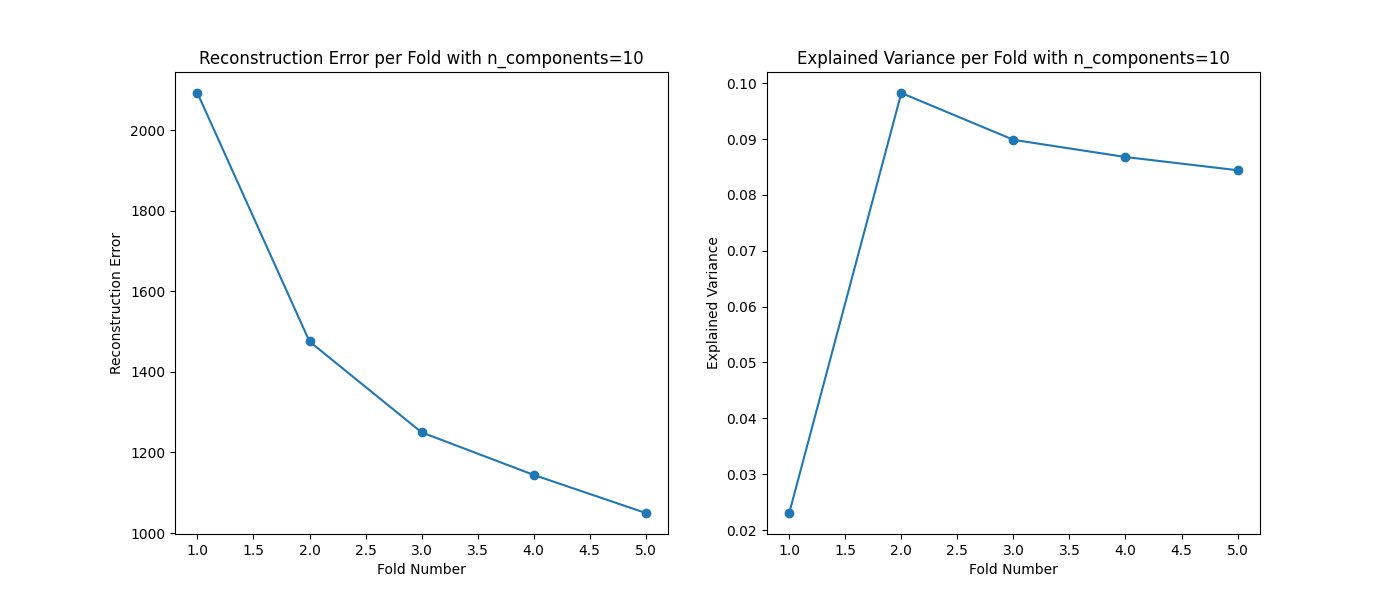 Reconstruction Error per Fold with n_components=10
Reconstruction Error
2000
1800
1600
1400
1200
1000
1.0 1.5 2.0 2.5 3.0 3.5 4.0 4.5 5.0
Fold Number
Explained Variance per Fold with n_components=10
Explained Variance
0.10
0.09
0.08
0.07
0.06
0.05
0.04
0.03
0.02
1.0 1.5 2.0 2.5 3.0 3.5 4.0 4.5 5.0
Fold Number